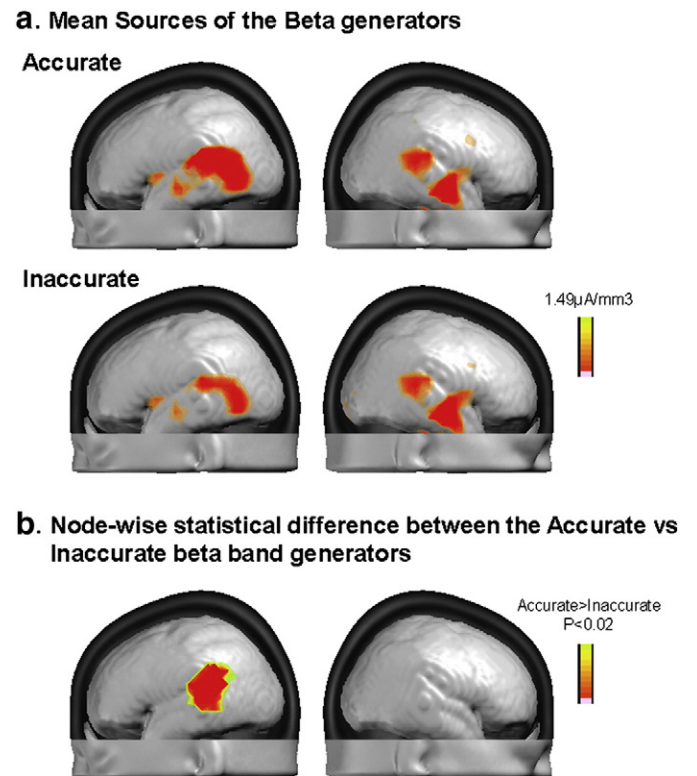 a. Mean Sources of the Beta generators
Accurate
Inaccurate
1.49µA/mm3
b. Node-wise statistical difference between the Accurate vs
Inaccurate beta band generators
Accurate>Inaccurate
P<0.02